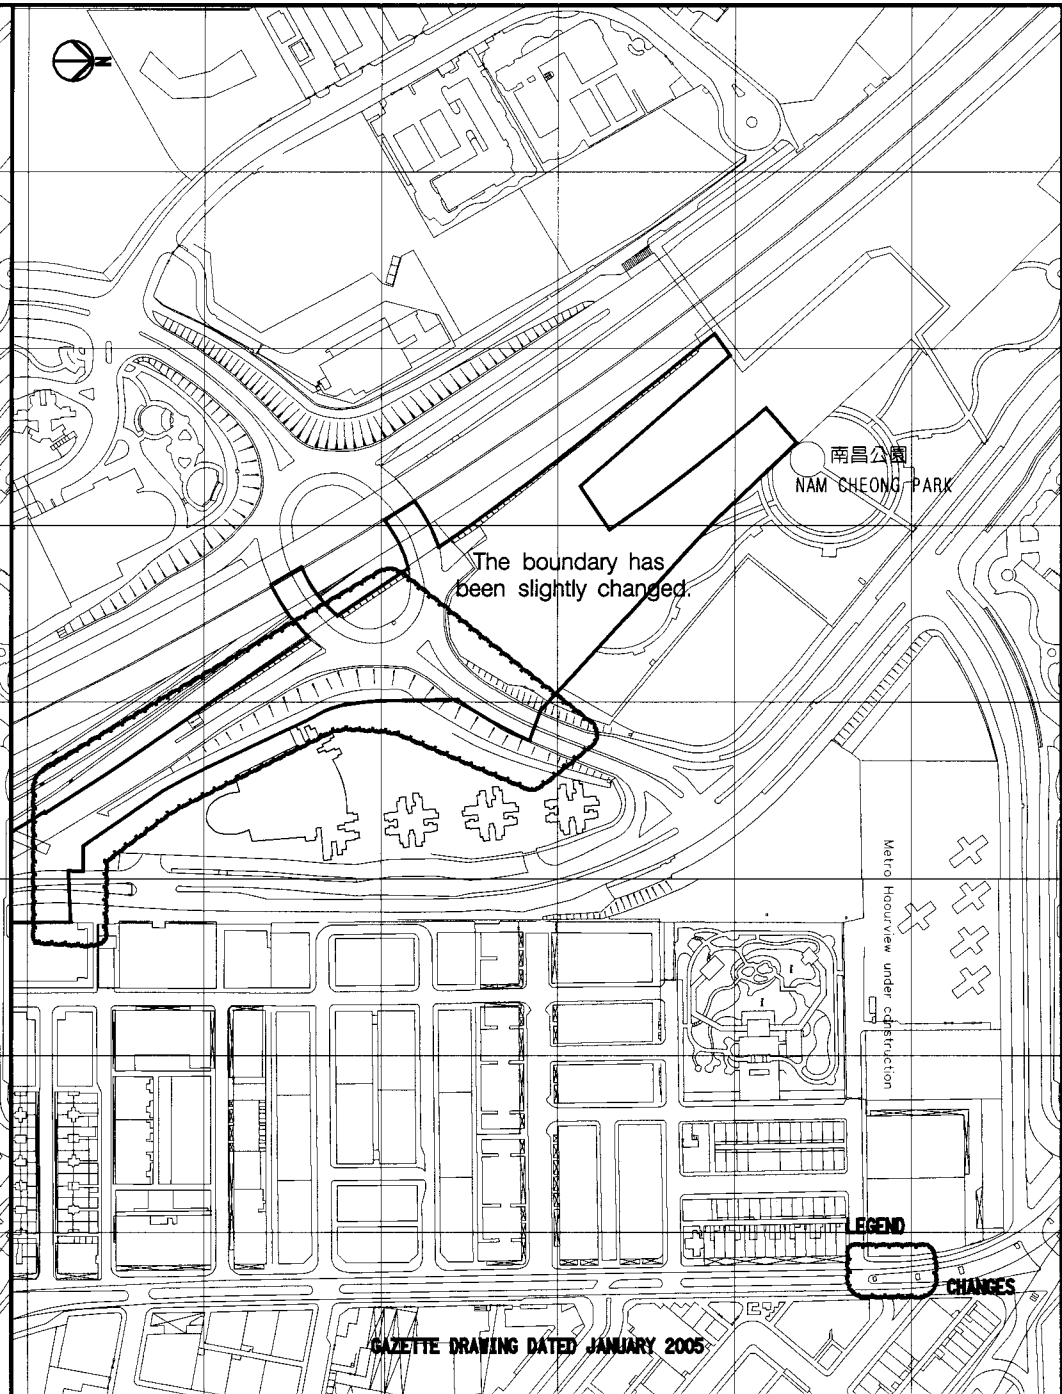 N
南昌公園
NAM CHEONG PARK
The boundary has
been slightly changed.
Metro Haourview under construction
LEGEND
CHANGES
GAZETTE DRAWING DATED JANUARY 2005